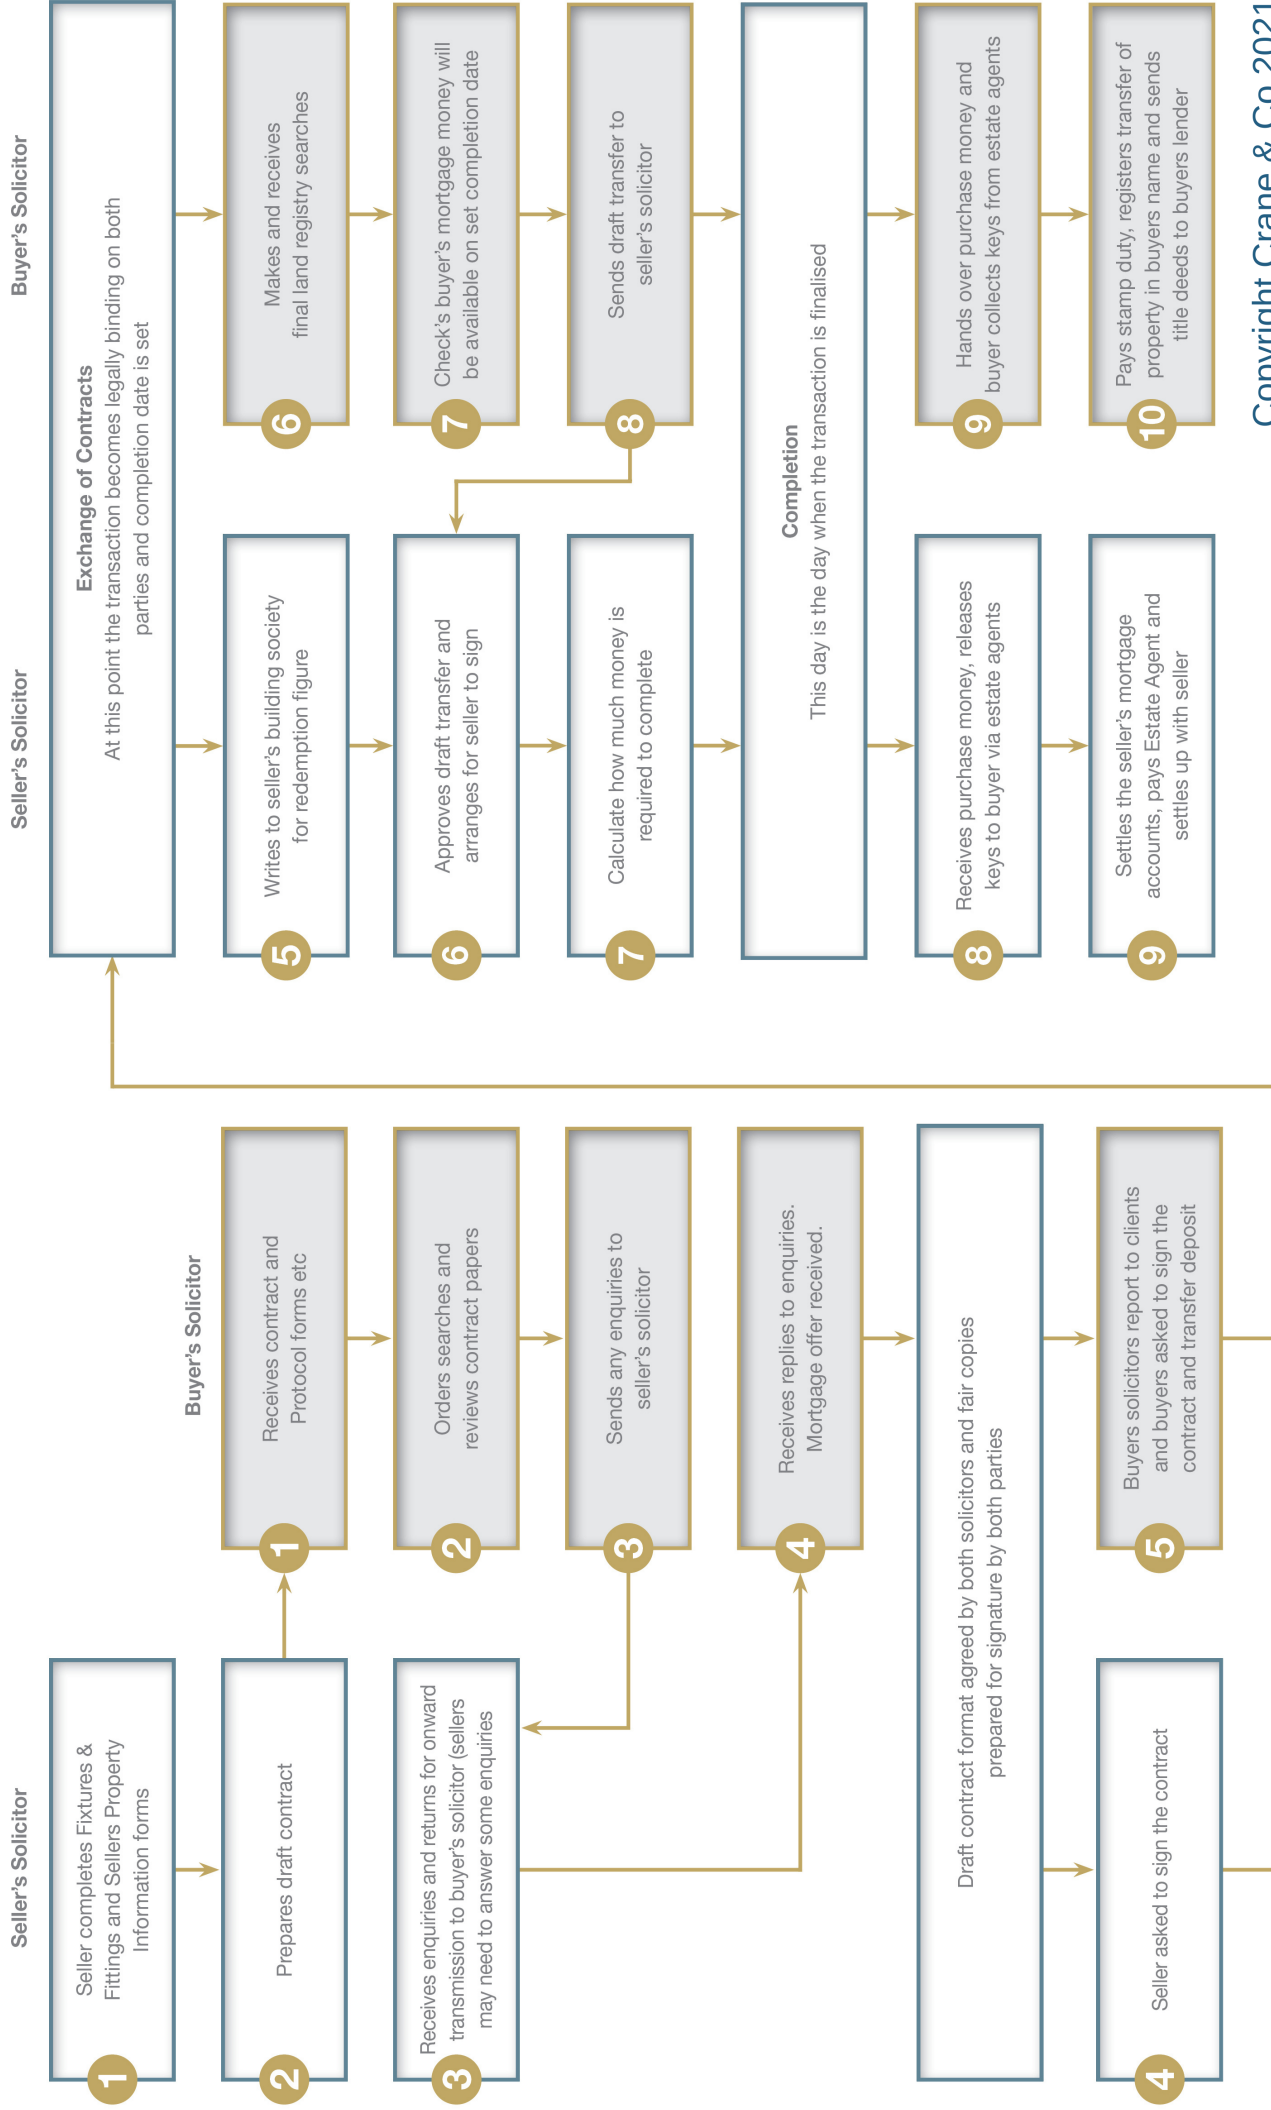 Seller's Solicitor
Buyer's Solicitor
1
Seller completes Fixtures &
Fittings and Sellers Property
Information forms
2
Prepares draft contract
1
Receives contract and
Protocol forms etc
3
Receives enquiries and returns for onward
transmission to buyer's solicitor (sellers
may need to answer some enquiries
2
Orders searches and
reviews contract papers
3
Sends any enquiries to
seller's solicitor
4
Receives replies to enquiries.
Mortgage offer received.
Draft contract format agreed by both solicitors and fair copies
prepared for signature by both parties
4
Seller asked to sign the contract
5
Buyers solicitors report to clients
and buyers asked to sign the
contract and transfer deposit
Seller's Solicitor
Buyer's Solicitor
Exchange of Contracts
At this point the transaction becomes legally binding on both
parties and completion date is set
5
Writes to seller's building society
for redemption figure
6
Makes and receives
final land registry searches
6
Approves draft transfer and
arranges for seller to sign
7
Check's buyer's mortgage money will
be available on set completion date
7
Calculate how much money is
required to complete
8
Sends draft transfer to
seller's solicitor
Completion
This day is the day when the transaction is finalised
8
Receives purchase money, releases
keys to buyer via estate agents
9
Hands over purchase money and
buyer collects keys from estate agents
9
Settles the seller's mortgage
accounts, pays Estate Agent and
settles up with seller
10
Pays stamp duty, registers transfer of
property in buyers name and sends
title deeds to buyers lender
Copyright Crane & Co 2021